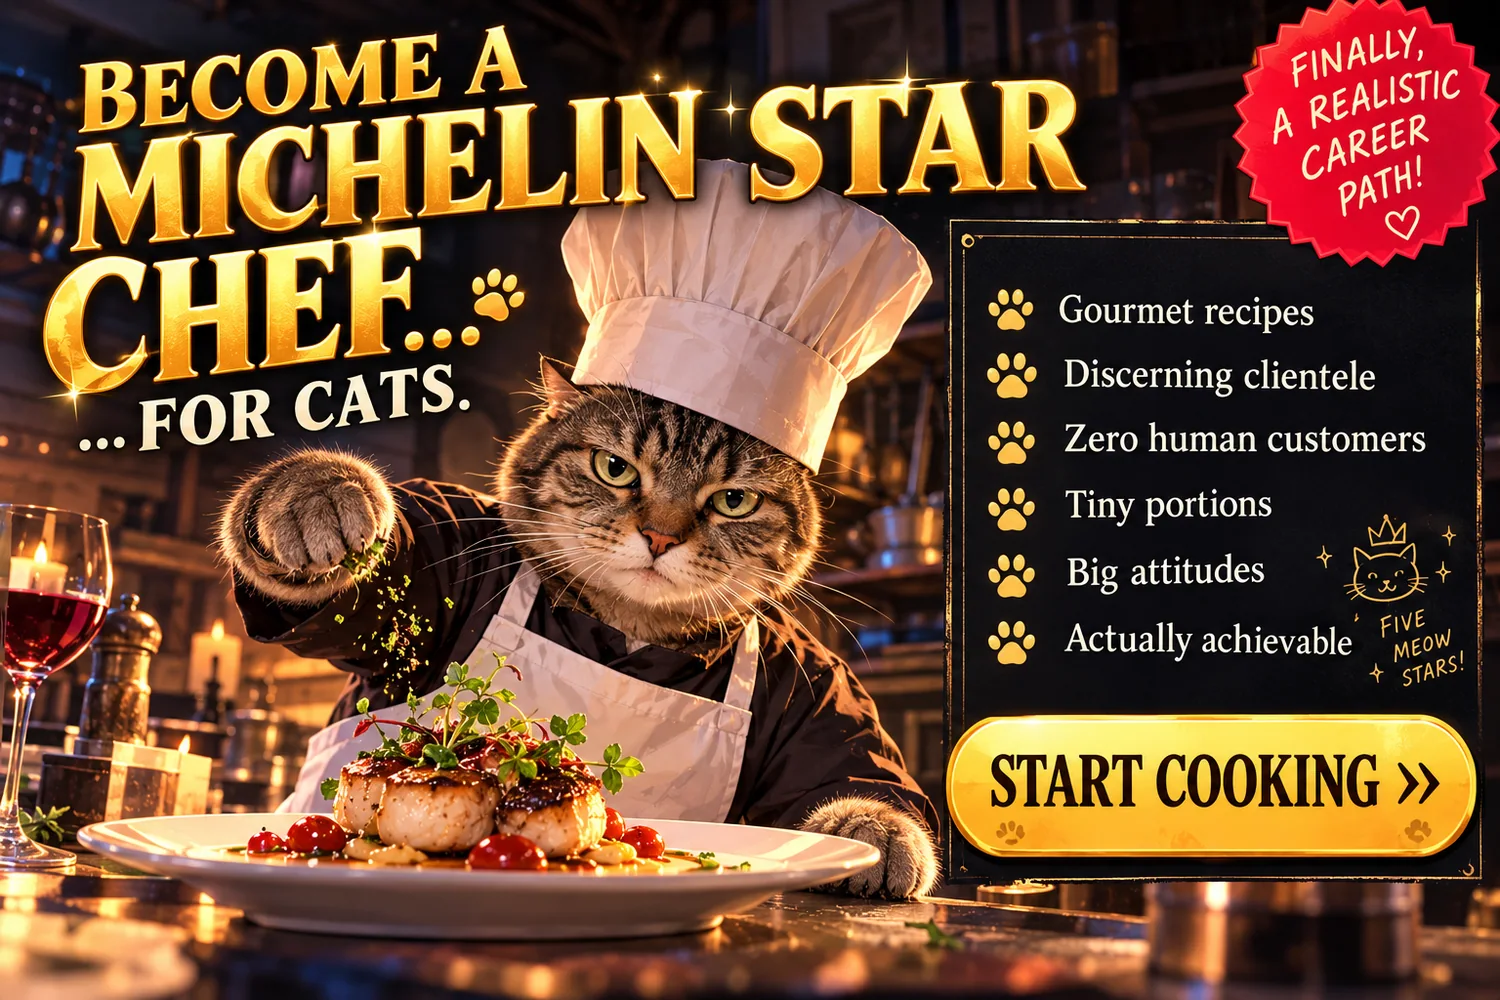 BECOME A
MICHELIN STAR
CHEF...
...FOR CATS.
FINALLY,
A REALISTIC
CAREER
PATH!
Gourmet recipes
Discerning clientele
Zero human customers
Tiny portions
Big attitudes
Actually achievable
FIVE
MEOW
STARS!
START COOKING »